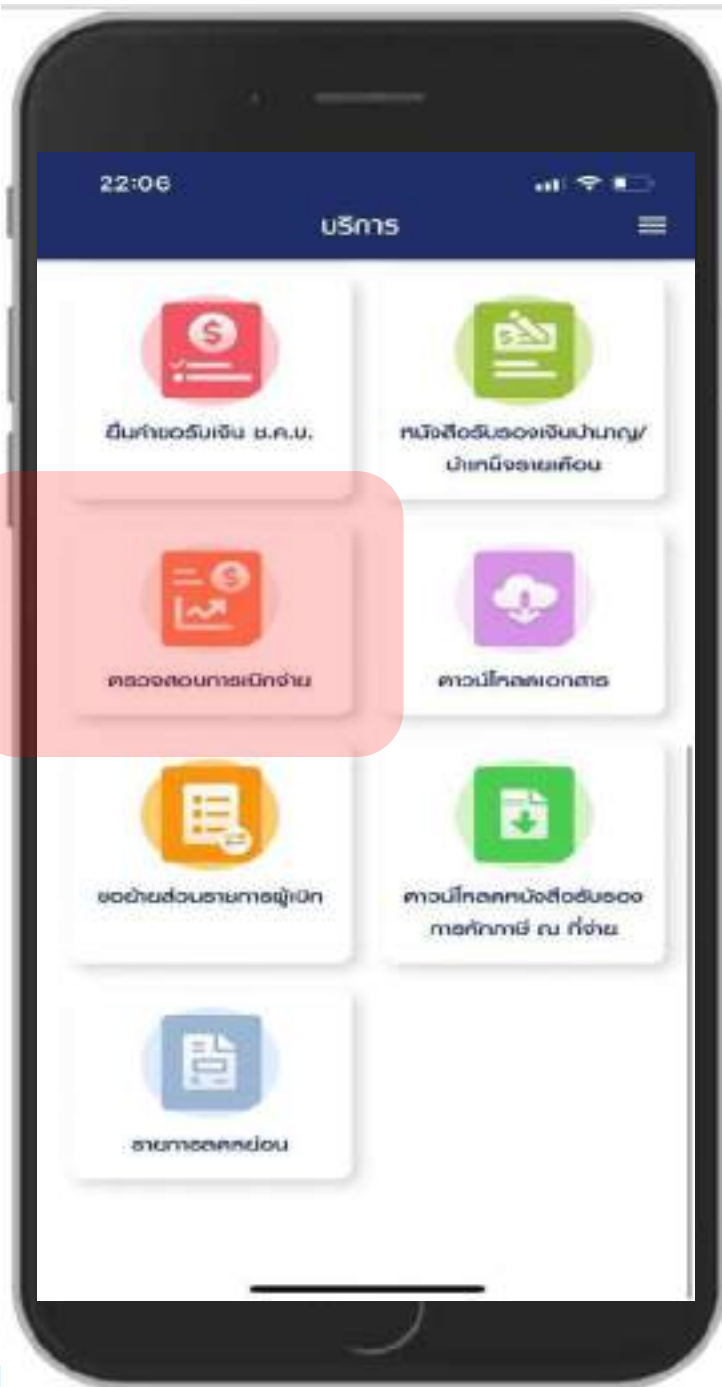 22:06
บริการ
ยื่นคำขอรับเงิน ช.ค.บ.
หนังสือรับรองเงินบำนาญ/
บำเหน็จรายเดือน
ตรวจสอบการเบิกจ่าย
ดาวน์โหลดเอกสาร
ขอย้ายส่วนราชการผู้เบิก
ดาวน์โหลดหนังสือรับรอง
การหักภาษี ณ ที่จ่าย
รายการลดหย่อน